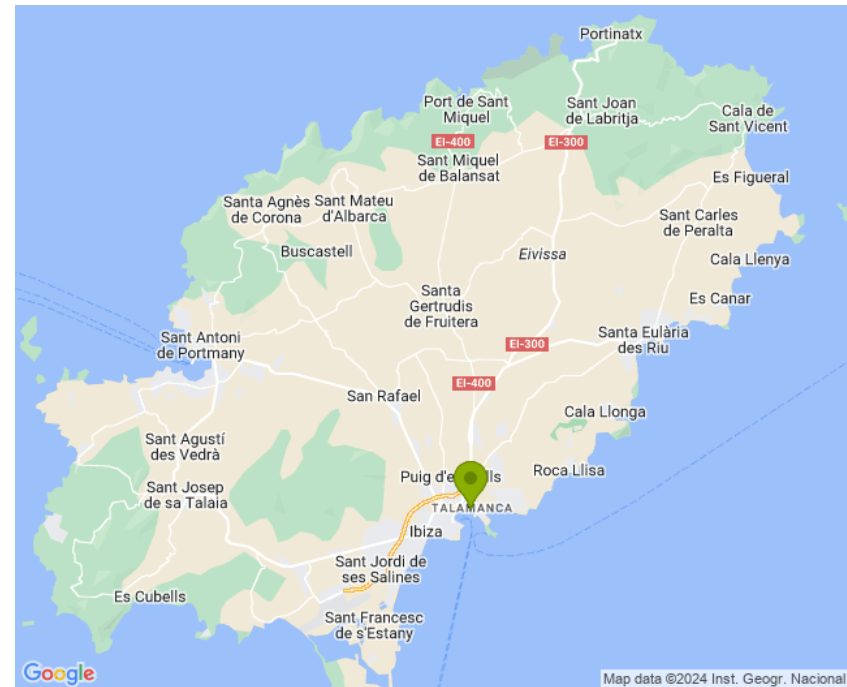 Portinatx
Port de Sant
Miquel
Sant Joan
de Labritja
Cala de
Sant Vicent
EI-400
EI-300
Sant Miquel
de Balansat
Es Figueral
Santa Agnès
de Corona
Sant Mateu
d'Albarca
Sant Carles
de Peralta
Buscastell
Eivissa
Cala Llenya
Santa
Gertrudis
de Fruitera
Es Canar
Sant Antoni
de Portmany
Santa Eulària
des Riu
EI-300
EI-400
San Rafael
Cala Llonga
Sant Agustí
des Vedrà
Roca Llisa
Puig d'e
lls
Sant Josep
de sa Talaia
TALAMANCA
Ibiza
Sant Jordi de
ses Salines
Es Cubells
Sant Francesc
de s'Estany
Google
Map data ©2024 Inst. Geogr. Nacional